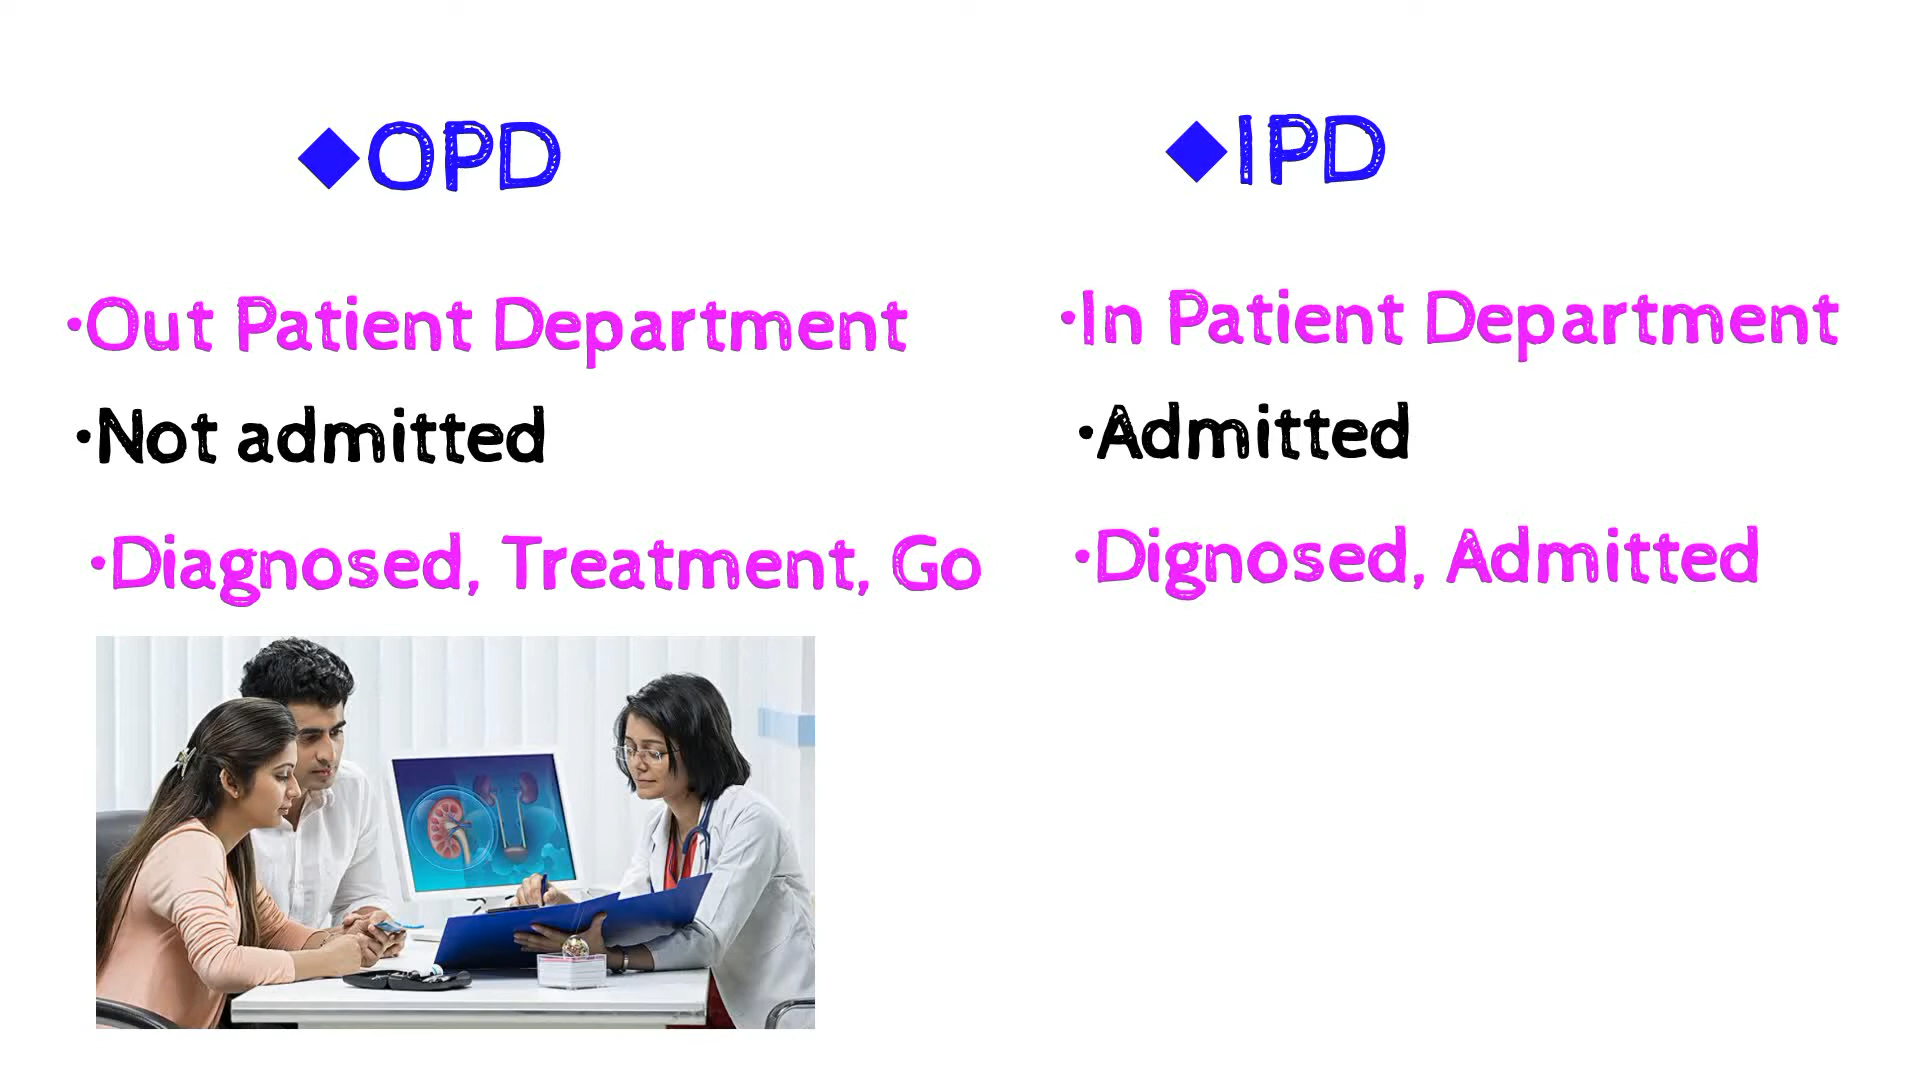 ◆OPD
•Out Patient Department
•Not admitted
•Diagnosed, Treatment, Go
◆IPD
•In Patient Department
•Admitted
•Dignosed, Admitted